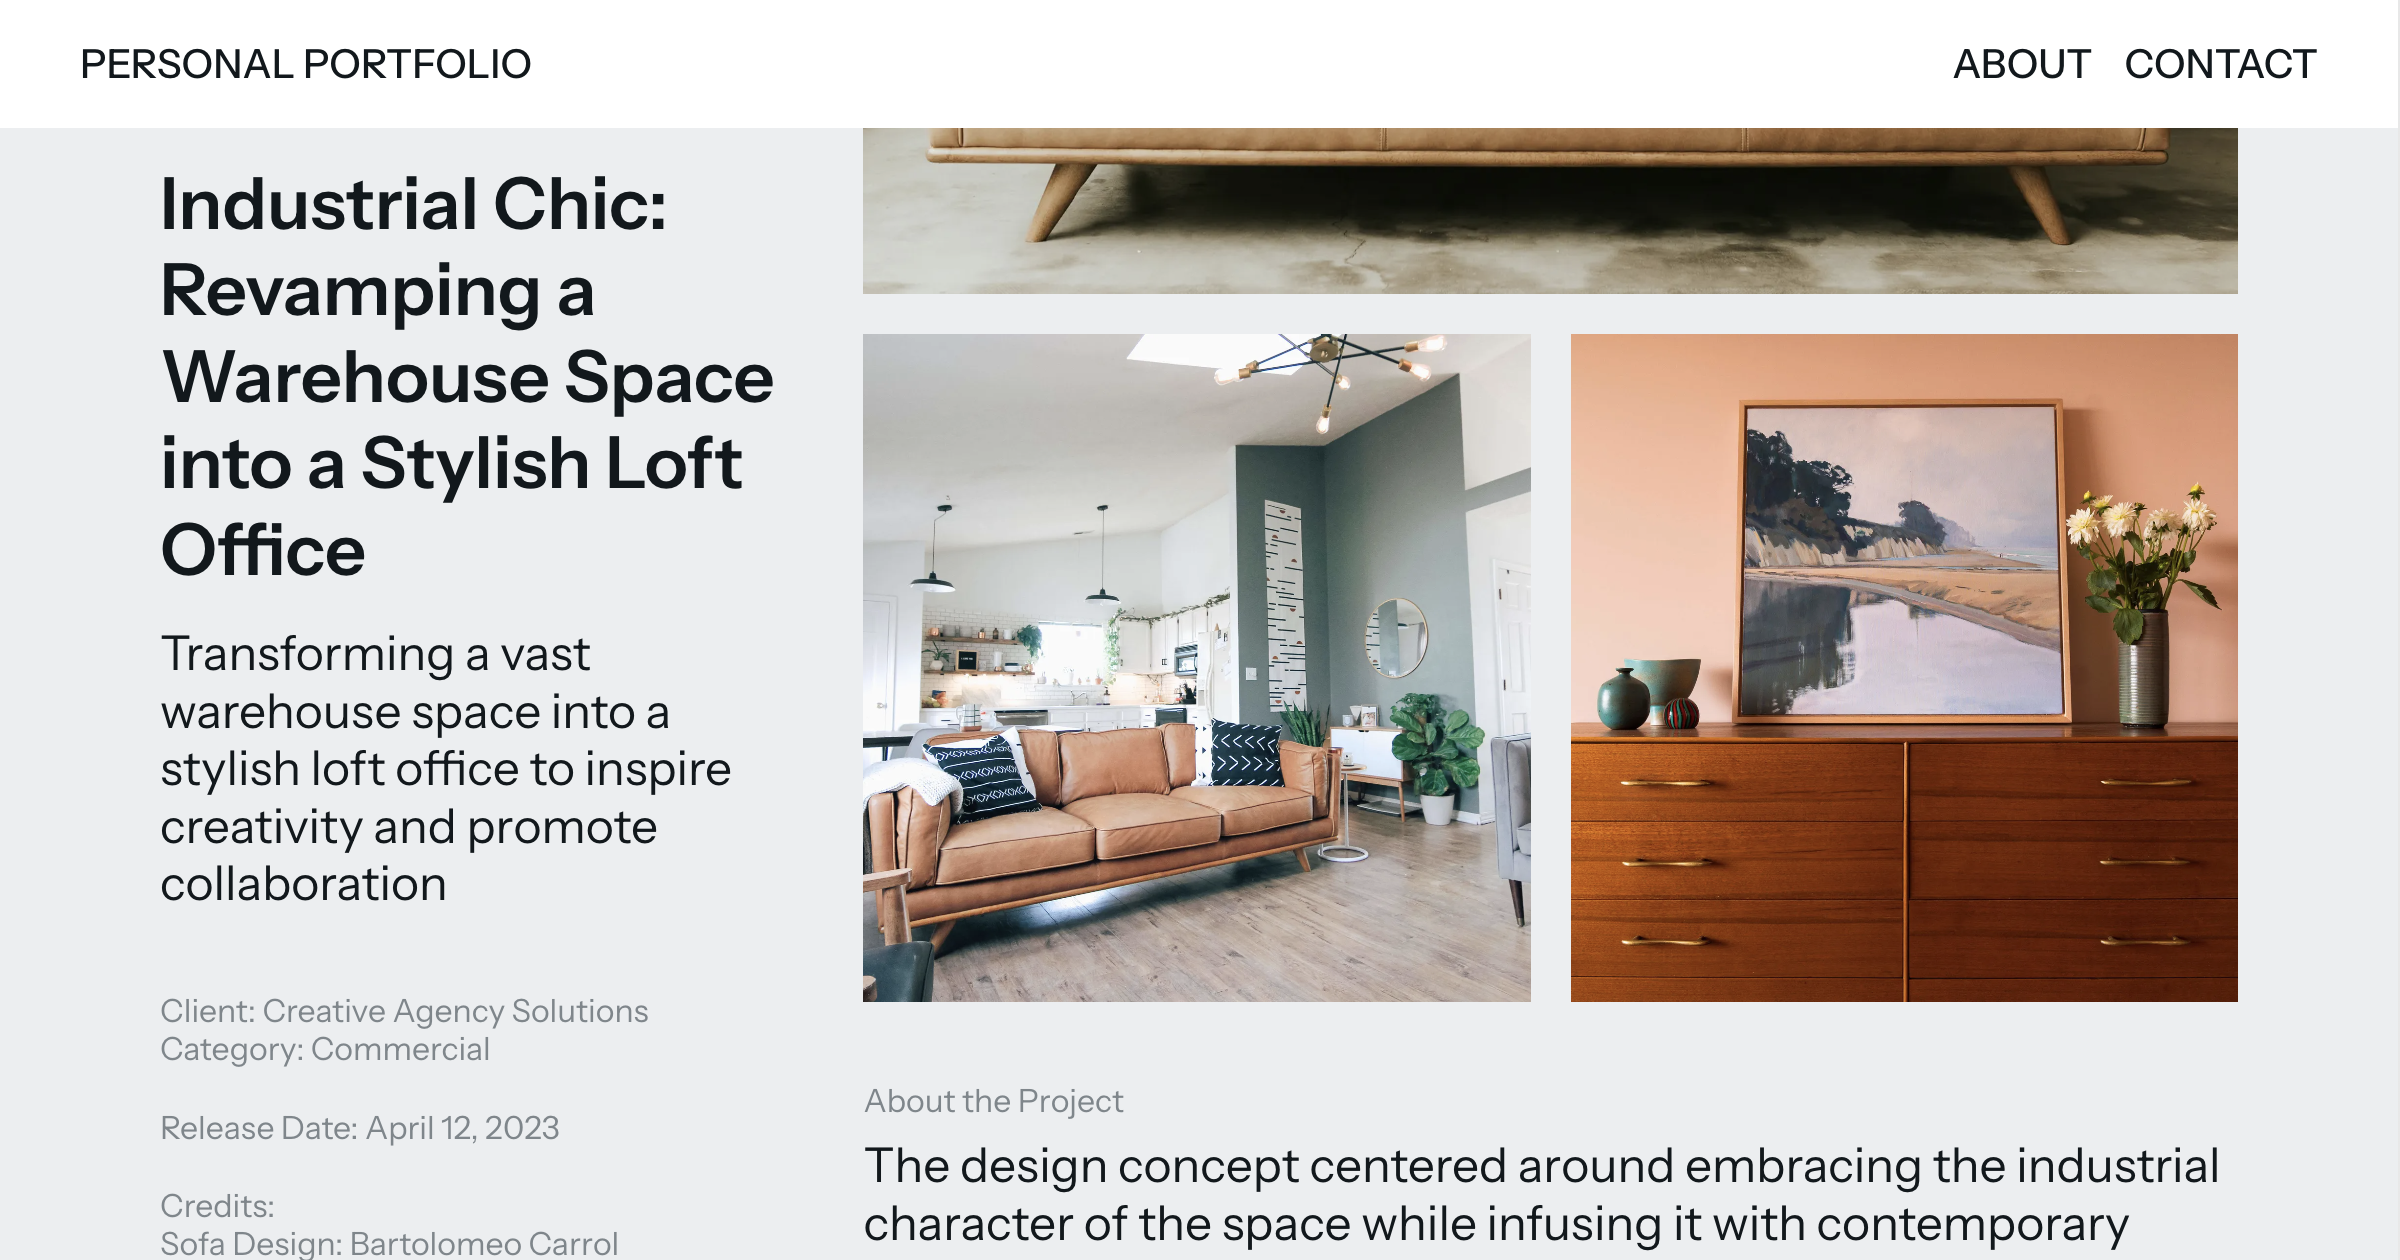 PERSONAL PORTFOLIO
ABOUT CONTACT
Industrial Chic:
Revamping a
Warehouse Space
into a Stylish Loft
Office
Transforming a vast
warehouse space into a
stylish loft office to inspire
creativity and promote
collaboration
Client: Creative Agency Solutions
Category: Commercial
Release Date: April 12, 2023
Credits:
Sofa Design: Bartolomeo Carrol
About the Project
The design concept centered around embracing the industrial
character of the space while infusing it with contemporary